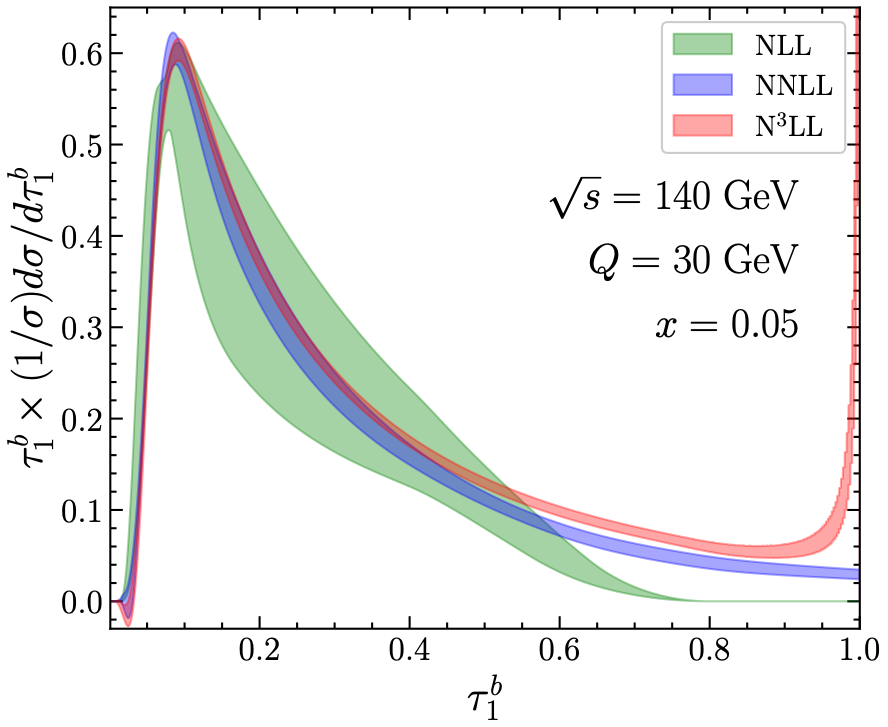 NLL
NNLL
N³LL
√s = 140 GeV
Q = 30 GeV
x = 0.05
τ₁ᵇ × (1/σ)dσ/dτ₁ᵇ
0.6
0.5
0.4
0.3
0.2
0.1
0.0
0.2 0.4 0.6 0.8 1.0
τ₁ᵇ